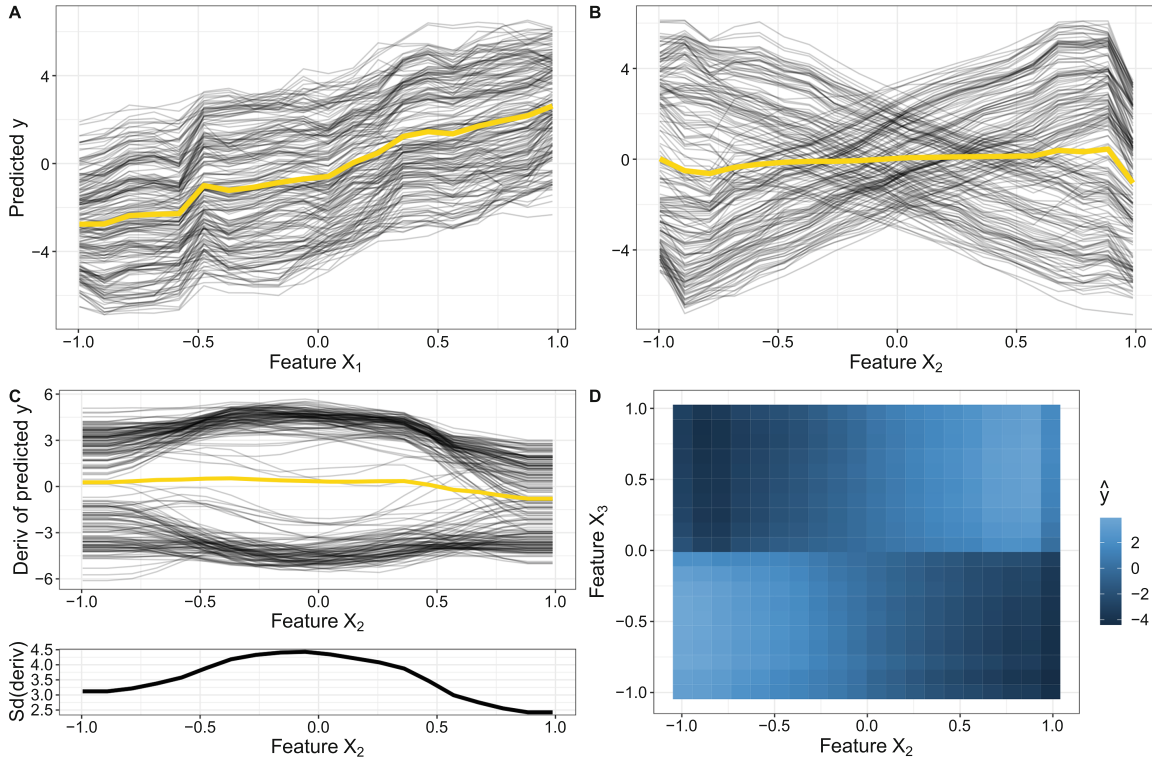 A
Predicted y
4
0
−4
−1.0 −0.5 0.0 0.5 1.0
Feature X₁
B
4
0
−4
−1.0 −0.5 0.0 0.5 1.0
Feature X₂
C
Deriv of predicted y
6
3
0
−3
−6
−1.0 −0.5 0.0 0.5 1.0
Feature X₂
Sd(deriv)
4.5
4.0
3.5
3.0
2.5
−1.0 −0.5 0.0 0.5 1.0
Feature X₂
D
Feature X₃
1.0
0.5
0.0
−0.5
−1.0
−1.0 −0.5 0.0 0.5 1.0
Feature X₂
ŷ
2
0
−2
−4